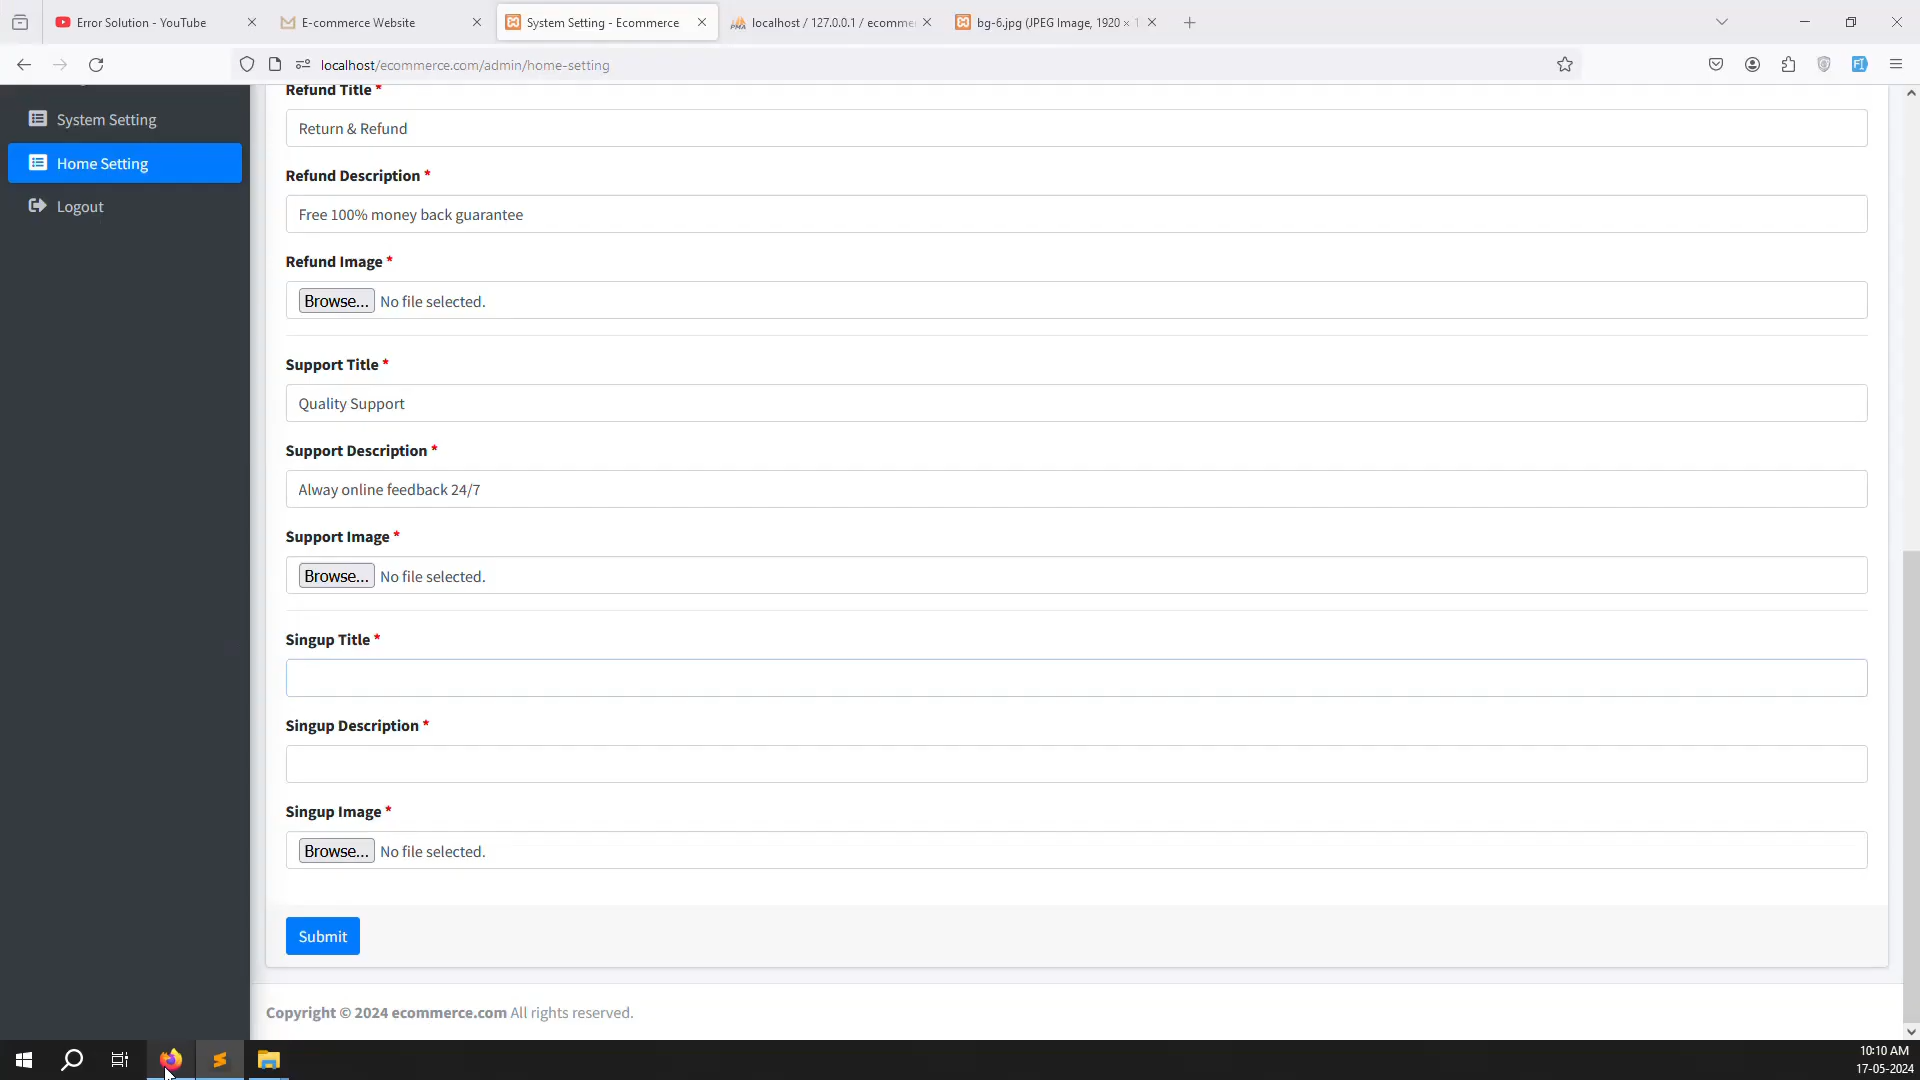 Error Solution - YouTube
E-commerce Website
System Setting - Ecommerce
localhost / 127.0.0.1 / ecomme
bg-6.jpg (JPEG Image, 1920 × 1
localhost/ecommerce.com/admin/home-setting
Refund Title *
System Setting
Return & Refund
Home Setting
Refund Description *
Logout
Free 100% money back guarantee
Refund Image *
Browse... No file selected.
Support Title *
Quality Support
Support Description *
Alway online feedback 24/7
Support Image *
Browse... No file selected.
Singup Title *
Singup Description *
Singup Image *
Browse... No file selected.
Submit
Copyright © 2024 ecommerce.com All rights reserved.
10:10 AM
17-05-2024